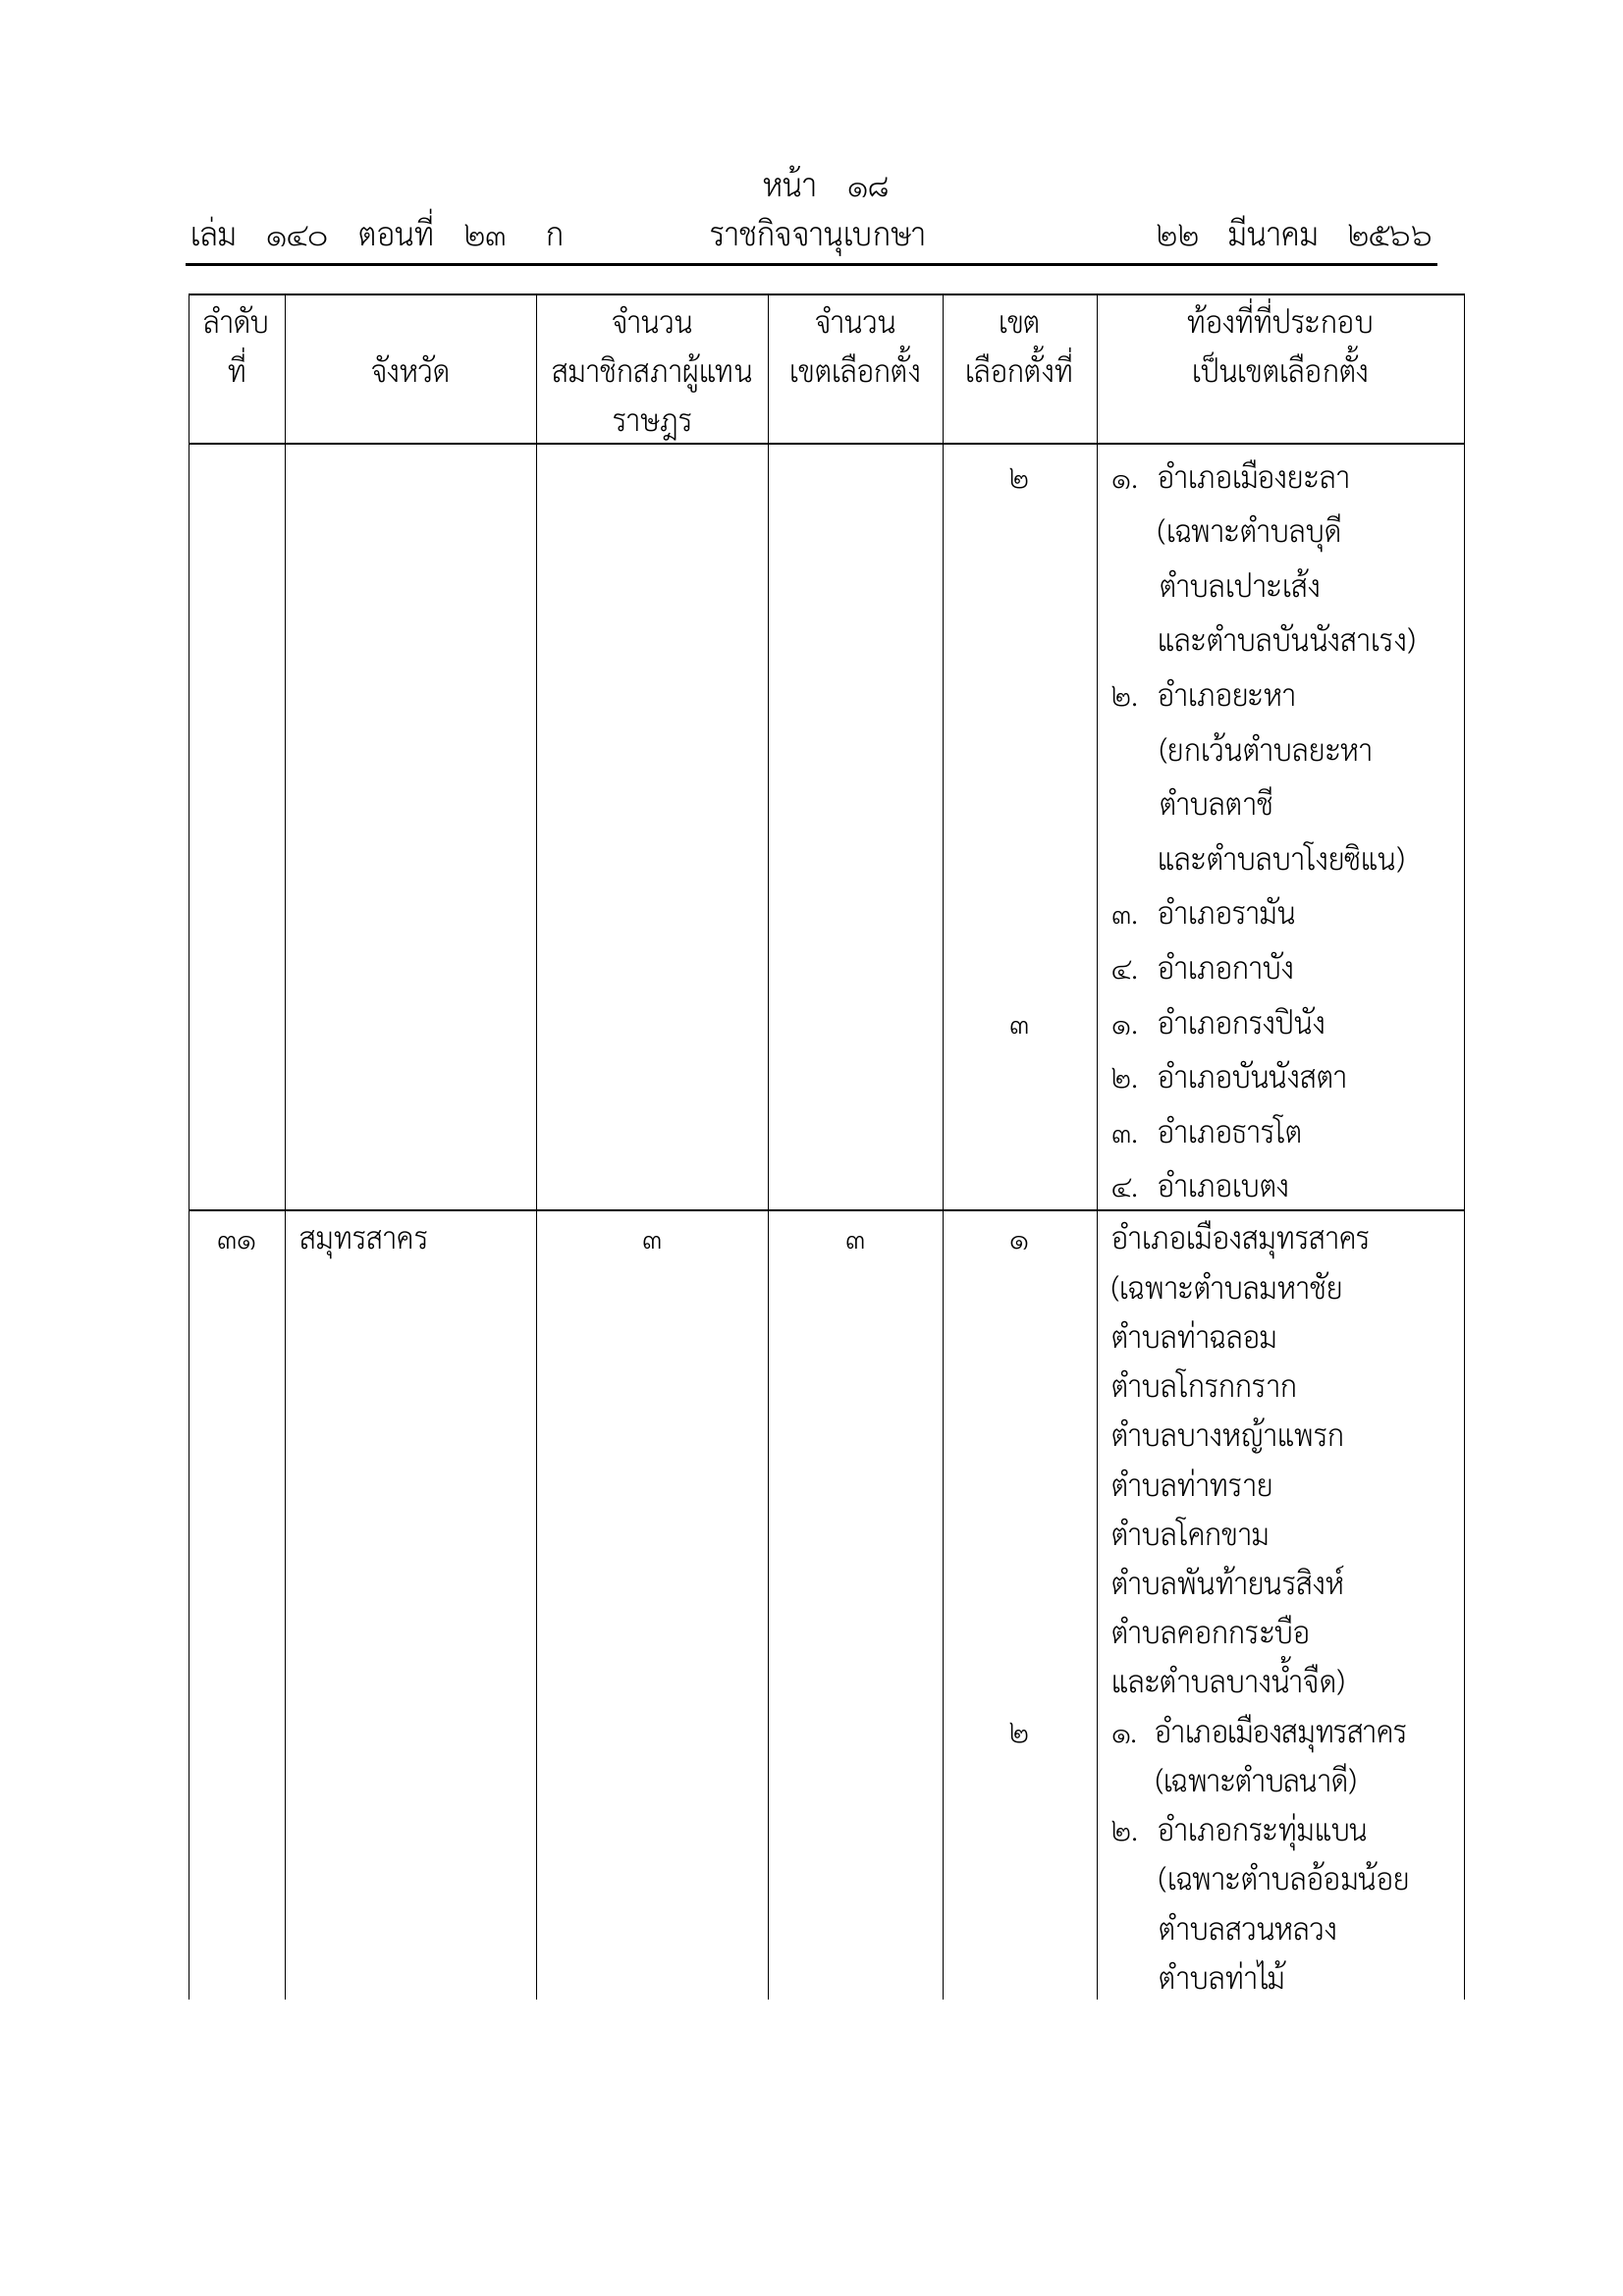 หน้า ๑๘
เล่ม ๑๔๐ ตอนที่ ๒๓ ก ราชกิจจานุเบกษา ๒๒ มีนาคม ๒๕๖๖
ลำดับ จำนวน จำนวน เขต ท้องที่ที่ประกอบ
ที่ จังหวัด สมาชิกสภาผู้แทน เขตเลือกตั้ง เลือกตั้งที่ เป็นเขตเลือกตั้ง
ราษฎร
๒ ๑. อำเภอเมืองยะลา
(เฉพาะตำบลบุดี
ตำบลเปาะเส้ง
และตำบลบันนังสาเรง)
๒. อำเภอยะหา
(ยกเว้นตำบลยะหา
ตำบลตาชี
และตำบลบาโงยซิแน)
๓. อำเภอรามัน
๔. อำเภอกาบัง
๓ ๑. อำเภอกรงปินัง
๒. อำเภอบันนังสตา
๓. อำเภอธารโต
๔. อำเภอเบตง
๓๑ สมุทรสาคร ๓ ๓ ๑ อำเภอเมืองสมุทรสาคร
(เฉพาะตำบลมหาชัย
ตำบลท่าฉลอม
ตำบลโกรกกราก
ตำบลบางหญ้าแพรก
ตำบลท่าทราย
ตำบลโคกขาม
ตำบลพันท้ายนรสิงห์
ตำบลคอกกระบือ
และตำบลบางน้ำจืด)
๒ ๑. อำเภอเมืองสมุทรสาคร
(เฉพาะตำบลนาดี)
๒. อำเภอกระทุ่มแบน
(เฉพาะตำบลอ้อมน้อย
ตำบลสวนหลวง
ตำบลท่าไม้